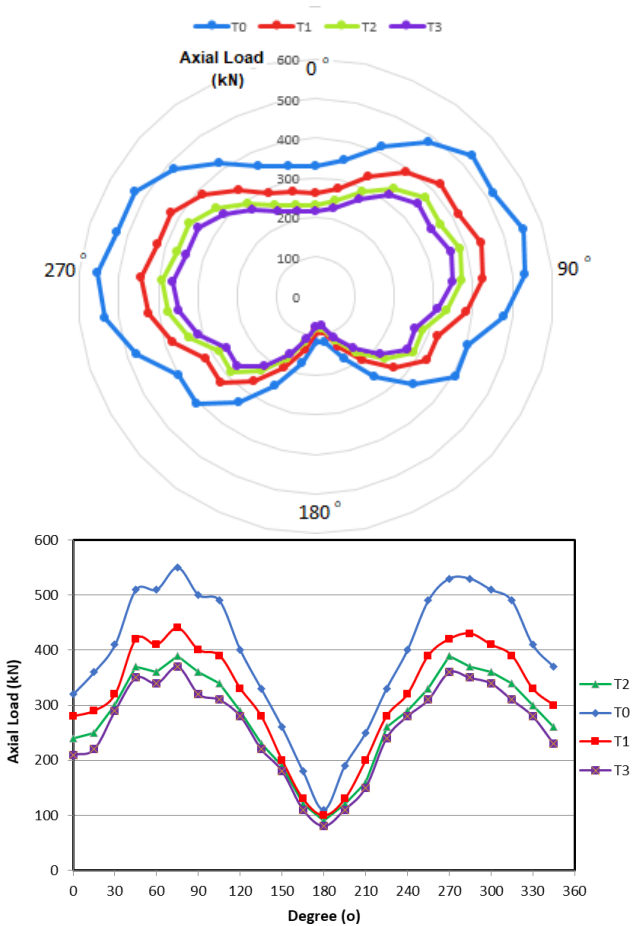 T0 T1 T2 T3
Axial Load
(kN)
600
0 °
500
400
300
200
100
0
270 °
90 °
180 °
600
500
400
300
200
100
0
Axial Load (kN)
0 30 60 90 120 150 180 210 240 270 300 330 360
Degree (o)
T2
T0
T1
T3